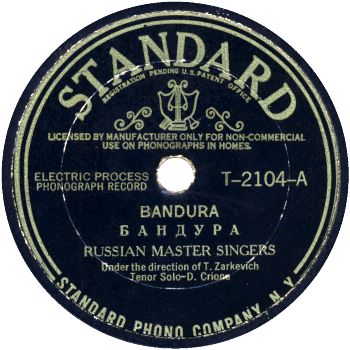 STANDARD
REGISTRATION PENDING U.S. PATENT OFFICE
LICENSED BY MANUFACTURER ONLY FOR NON-COMMERCIAL
USE ON PHONOGRAPHS IN HOMES.
ELECTRIC PROCESS
PHONOGRAPH RECORD
T-2104-A
BANDURA
БАНДУРА
RUSSIAN MASTER SINGERS
Under the direction of T. Zarkevich
Tenor Solo-D. Criona
STANDARD PHONO COMPANY, N.Y.